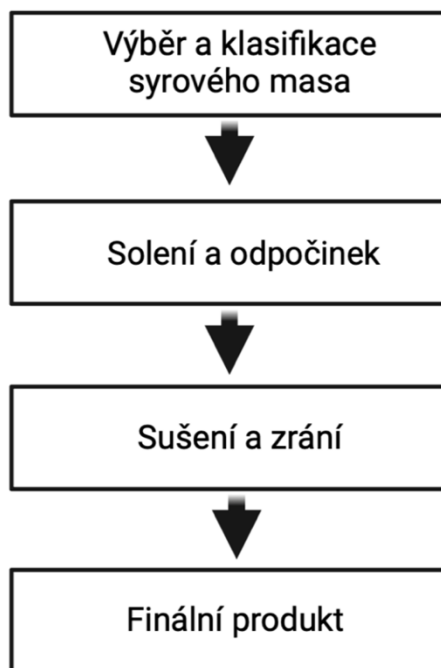 Výběr a klasifikace
syrového masa
Solení a odpočinek
Sušení a zrání
Finální produkt